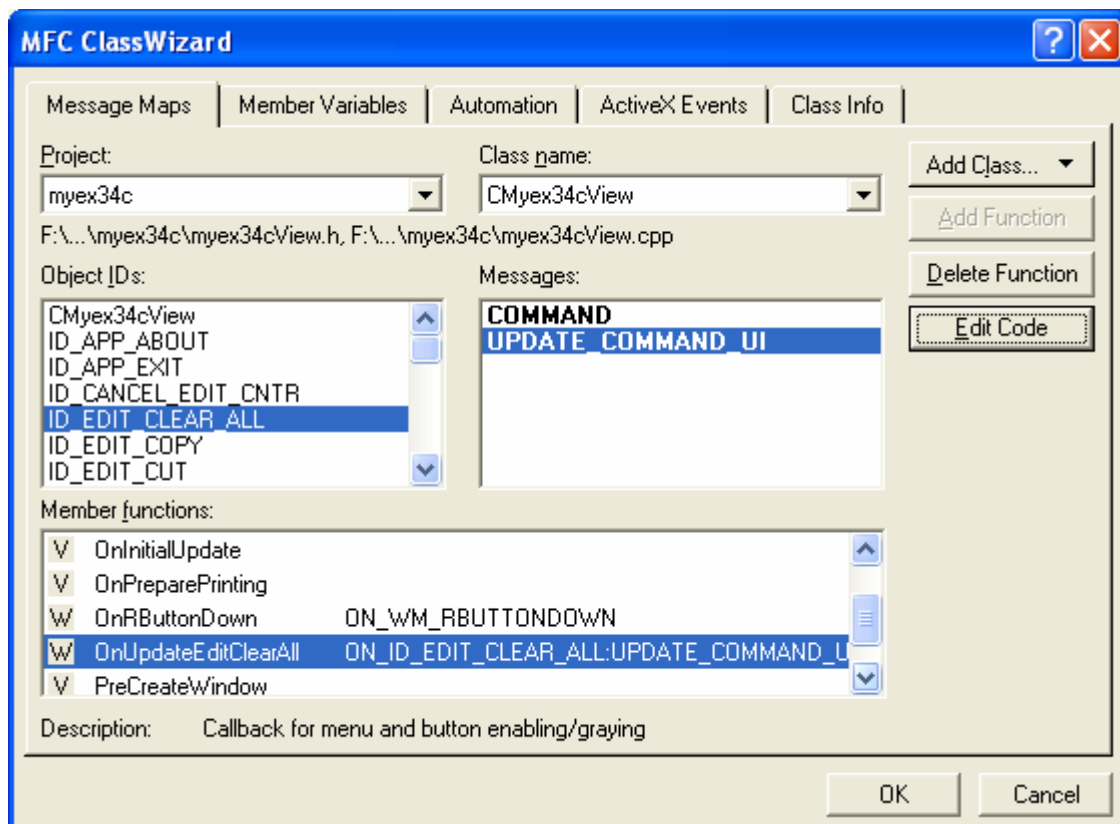 MFC ClassWizard
Message Maps Member Variables Automation ActiveX Events Class Info
Project:
myex34c
Class name:
CMyex34cView
F:\...\myex34c\myex34cView.h, F:\...\myex34c\myex34cView.cpp
Object IDs:
CMyex34cView
ID_APP_ABOUT
ID_APP_EXIT
ID_CANCEL_EDIT_CNTR
ID_EDIT_CLEAR_ALL
ID_EDIT_COPY
ID_EDIT_CUT
Messages:
COMMAND
UPDATE_COMMAND_UI
Add Class...
Add Function
Delete Function
Edit Code
Member functions:
V OnInitialUpdate
V OnPreparePrinting
W OnRButtonDown ON_WM_RBUTTONDOWN
W OnUpdateEditClearAll ON_ID_EDIT_CLEAR_ALL:UPDATE_COMMAND_U
V PreCreateWindow
Description: Callback for menu and button enabling/graying
OK Cancel